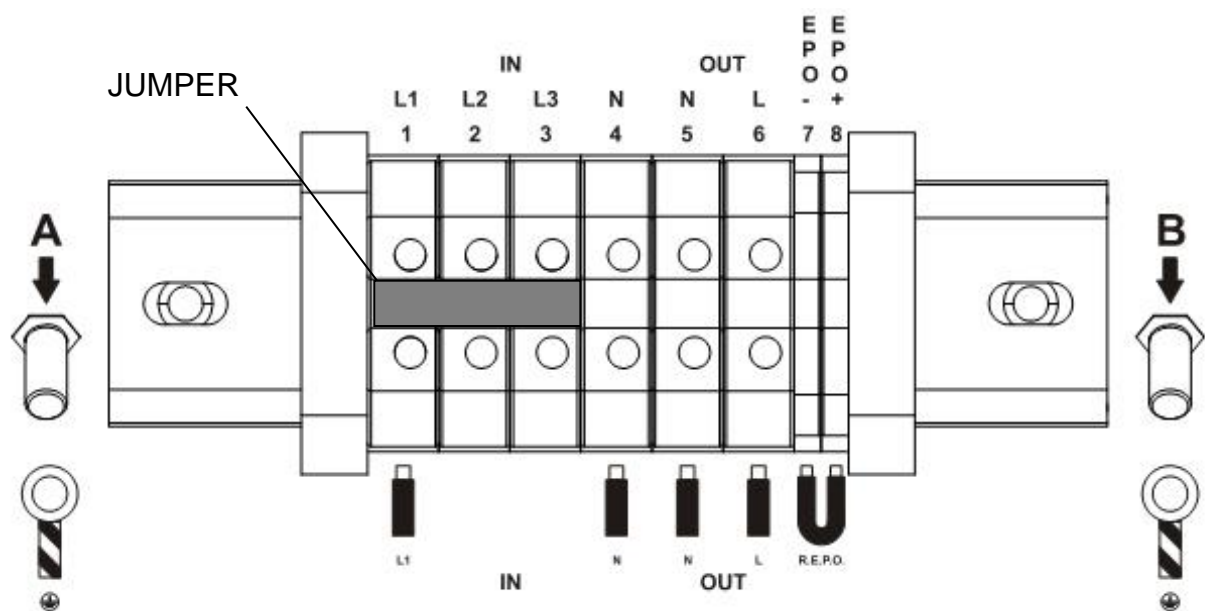 E E
P P
O O
- +
IN OUT
JUMPER
L1 L2 L3 N N L
1 2 3 4 5 6 7 8
A B
L1 N N L R.E.P.O.
IN OUT